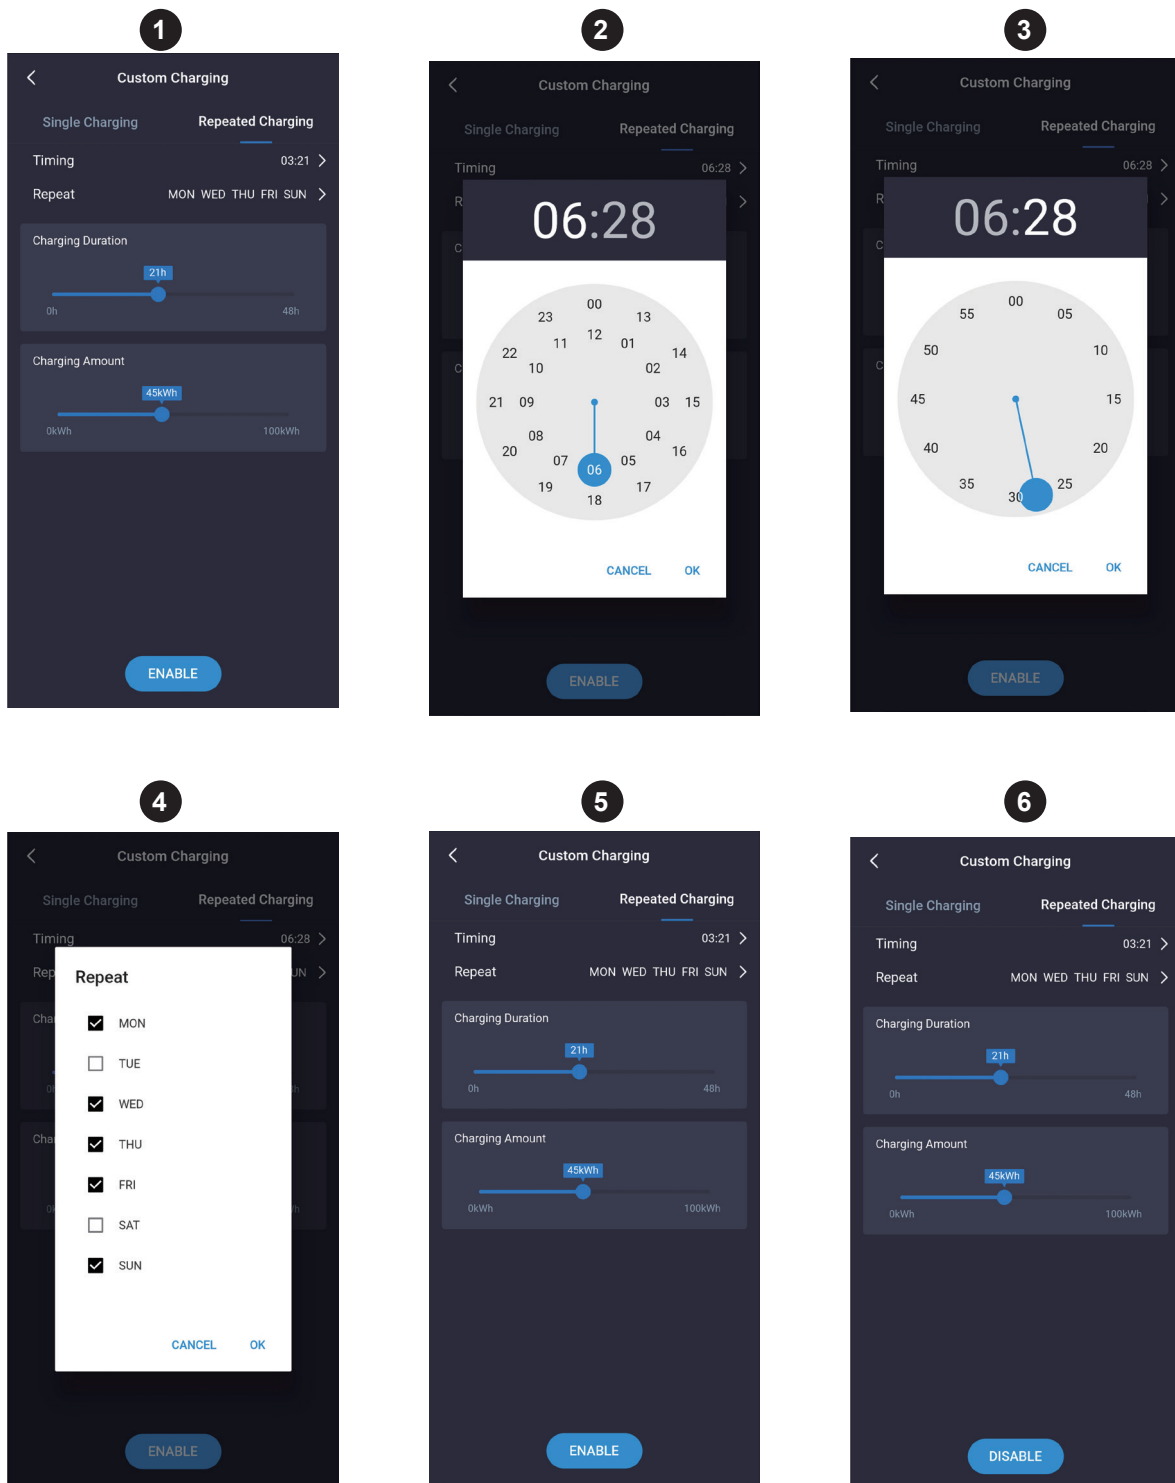 1
Custom Charging
Single Charging Repeated Charging
Timing 03:21
Repeat MON WED THU FRI SUN
Charging Duration
21h
0h 48h
Charging Amount
45kWh
0kWh 100kWh
ENABLE
2
Custom Charging
Single Charging Repeated Charging
Timing 06:28
R
06:28
C
00
23 13
12
11 01
22 14
10 02
C
21 09 03 15
08 04
20 16
07 05
06
19 17
18
CANCEL OK
ENABLE
3
Custom Charging
Single Charging Repeated Charging
Timing 06:28
R
06:28
C
00
55 05
50 10
C
45 15
40 20
35 25
30
CANCEL OK
ENABLE
4
Custom Charging
Single Charging Repeated Charging
Timing 06:28
Rep UN
Repeat
Cha
MON
TUE
0 h
WED
Cha
THU
FRI
0k h
SAT
SUN
CANCEL OK
ENABLE
5
Custom Charging
Single Charging Repeated Charging
Timing 03:21
Repeat MON WED THU FRI SUN
Charging Duration
21h
0h 48h
Charging Amount
45kWh
0kWh 100kWh
ENABLE
6
Custom Charging
Single Charging Repeated Charging
Timing 03:21
Repeat MON WED THU FRI SUN
Charging Duration
21h
0h 48h
Charging Amount
45kWh
0kWh 100kWh
DISABLE